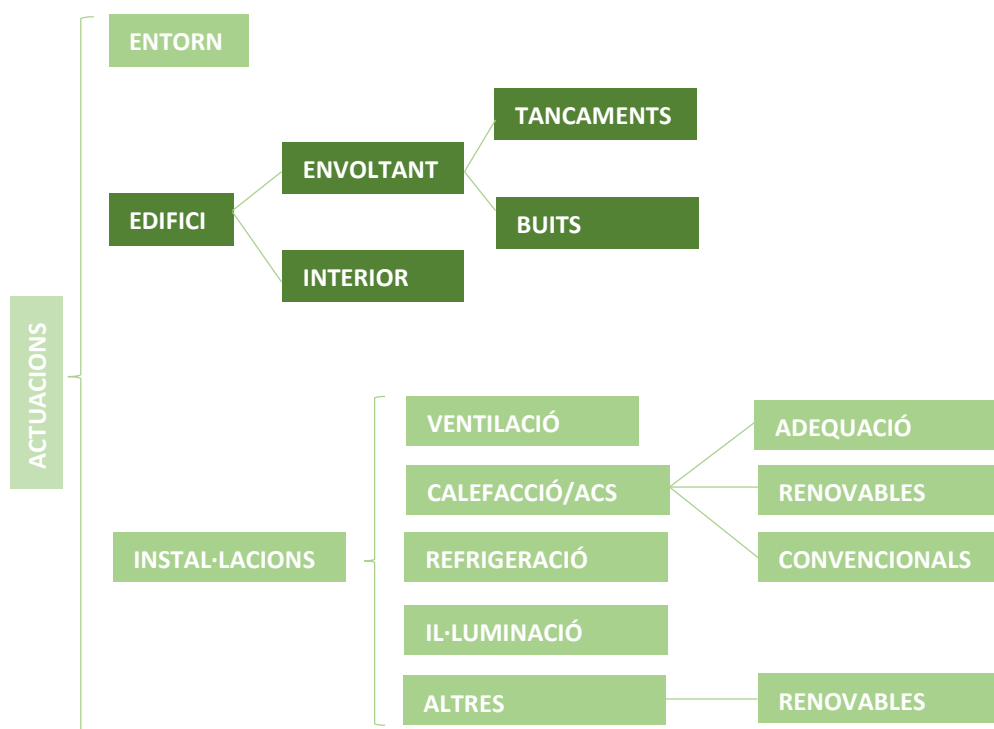 ENTORN
TANCAMENTS
ENVOLTANT
EDIFICI
BUITS
INTERIOR
ACTUACIONS
VENTILACIÓ
ADEQUACIÓ
CALEFACCIÓ/ACS
RENOVABLES
INSTAL·LACIONS
REFRIGERACIÓ
CONVENCIONALS
IL·LUMINACIÓ
ALTRES
RENOVABLES